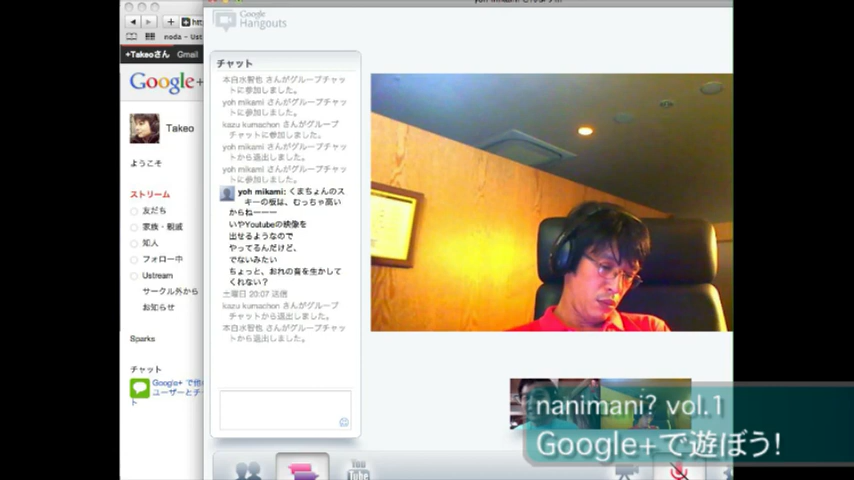 Google
Hangouts
noda - Ust
+Takeoさん Gmail
Google+
Takeo
ようこそ
ストリーム
友だち
家族・親戚
知人
フォロー中
Ustream
サークル外から
お知らせ
Sparks
チャット
チャット
本白水智也 さんがグループチャッ
トに参加しました。
yoh mikami さんがグループチャッ
トに参加しました。
kazu kumachon さんがグループ
チャットに参加しました。
yoh mikami さんがグループチャッ
トから退出しました。
yoh mikami さんがグループチャッ
トに参加しました。
yoh mikami: くまちょんのス
キーの板は、むっちゃ高い
からねーーー
いやYoutubeの映像を
出せるようなので
やってるんだけど、
でないみたい
ちょっと、おれの音を生かして
くれない？
土曜日 23:07 送信
kazu kumachon さんがグループ
チャットから退出しました。
本白水智也 さんがグループチャッ
トから退出しました。
You
Tube
nanimani? vol.1
Google+で遊ぼう!